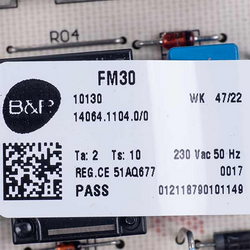 R04
FM30
B&P
10130 WK 47/22
14064.1104.0/0
Ta: 2 Ts: 10 230 Vac 50 Hz
REG.CE 51AQ677 0017
PASS 012118790101149